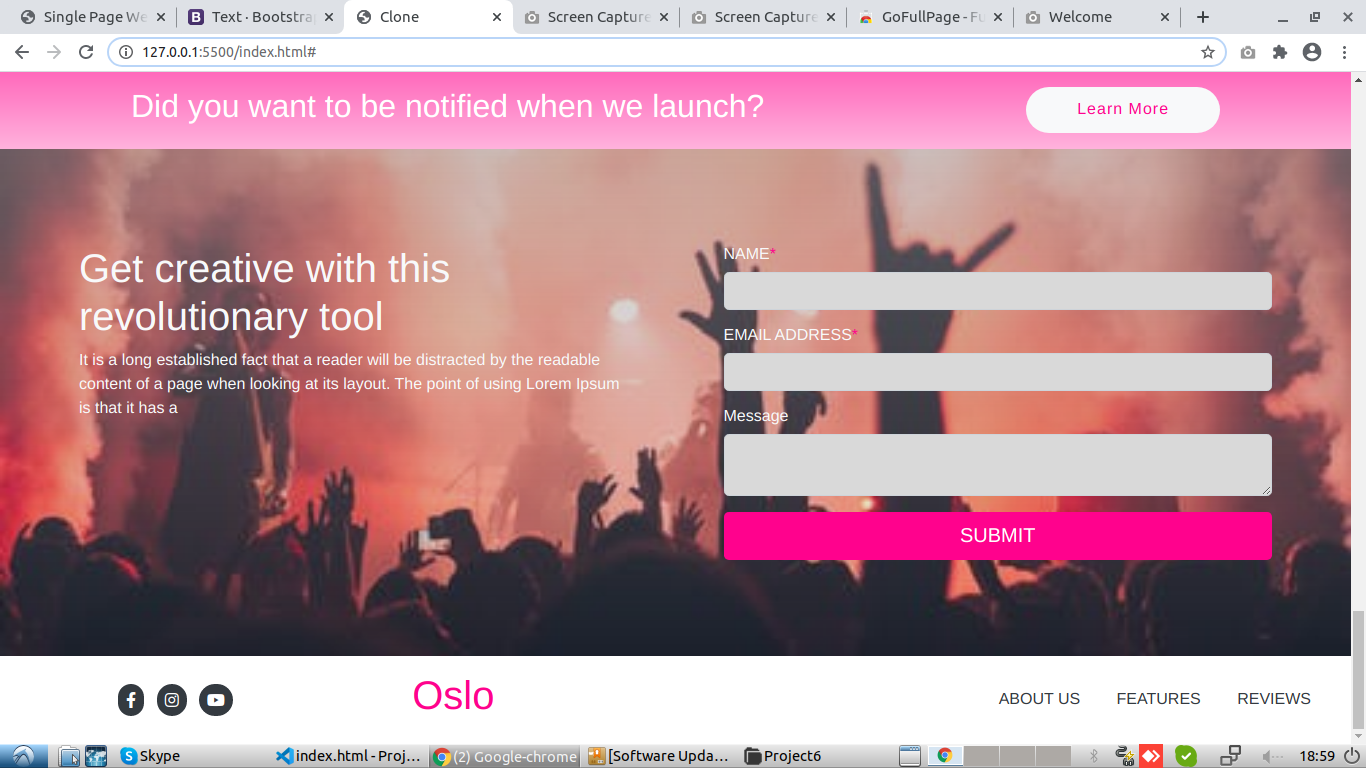 Single Page We
Text · Bootstrap
Clone
Screen Capture
Screen Capture
GoFullPage - Fu
Welcome
127.0.0.1:5500/index.html#
Did you want to be notified when we launch?
Learn More
Get creative with this
revolutionary tool
It is a long established fact that a reader will be distracted by the readable
content of a page when looking at its layout. The point of using Lorem Ipsum
is that it has a
NAME*
EMAIL ADDRESS*
Message
SUBMIT
Oslo
ABOUT US
FEATURES
REVIEWS
Skype
index.html - Proj...
(2) Google-chrome
[Software Upda...
Project6
18:59